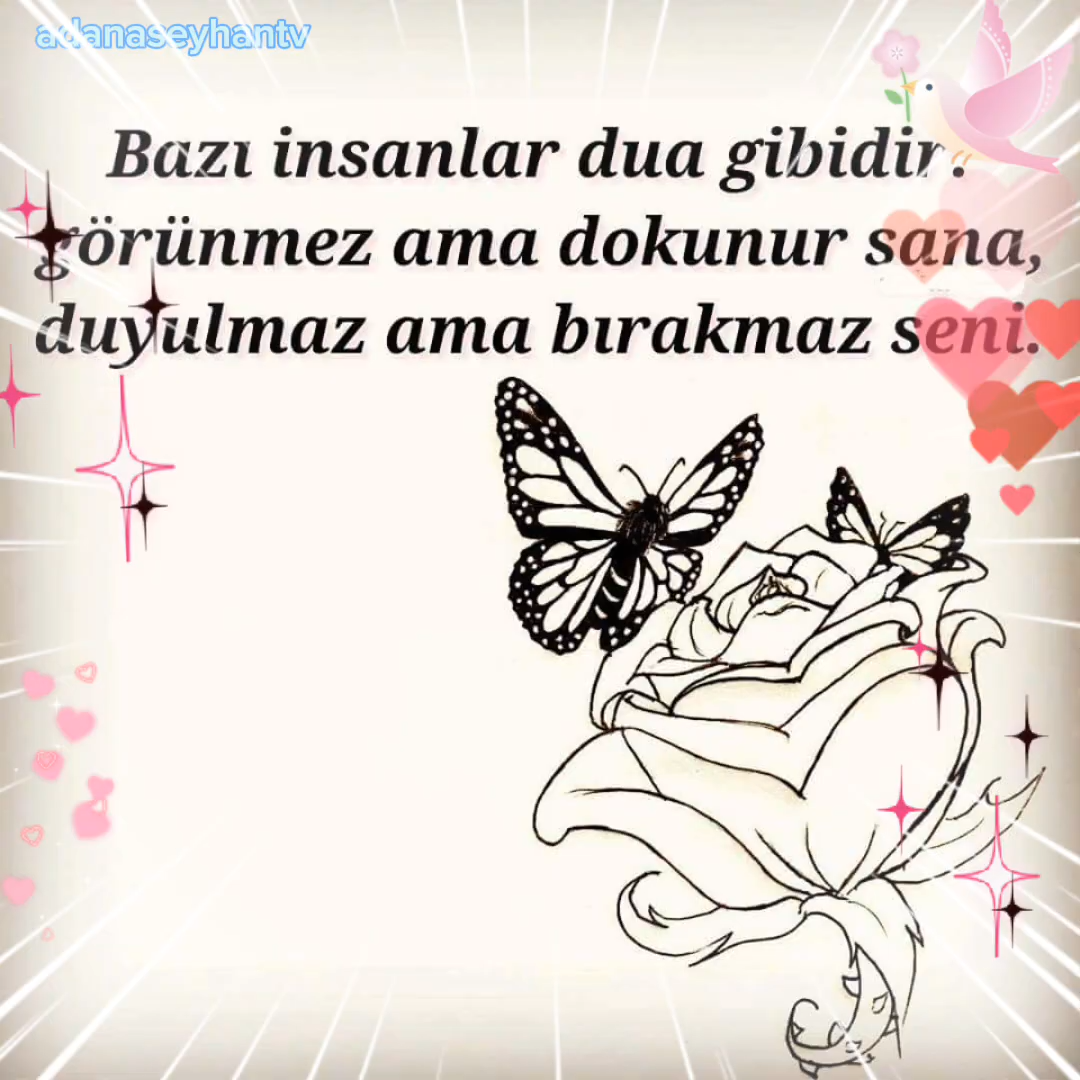 adanaseyhantv
Bazı insanlar dua gibidir:
görünmez ama dokunur sana,
duyulmaz ama bırakmaz seni.